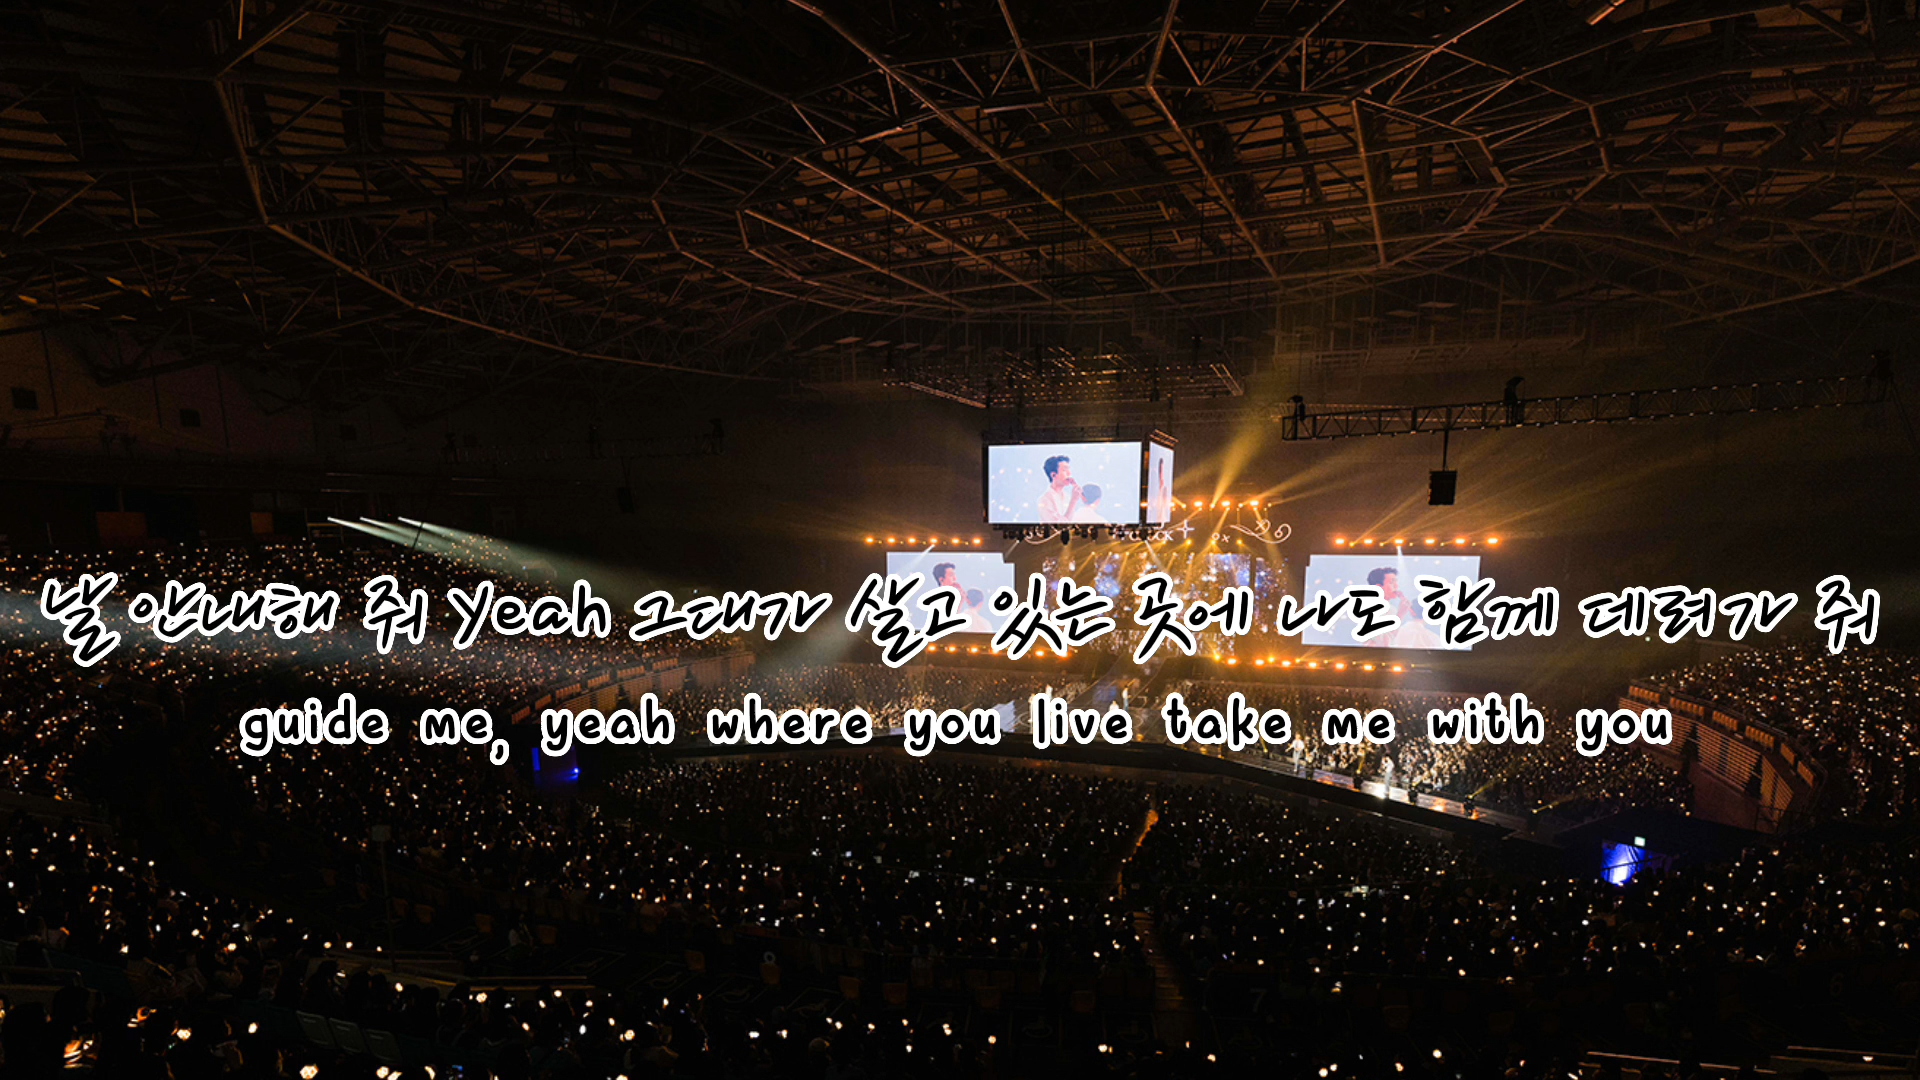 날 안내해 줘 Yeah 그대가 살고 있는 곳에 나도 함께 데려가 줘
guide me, yeah where you live take me with you